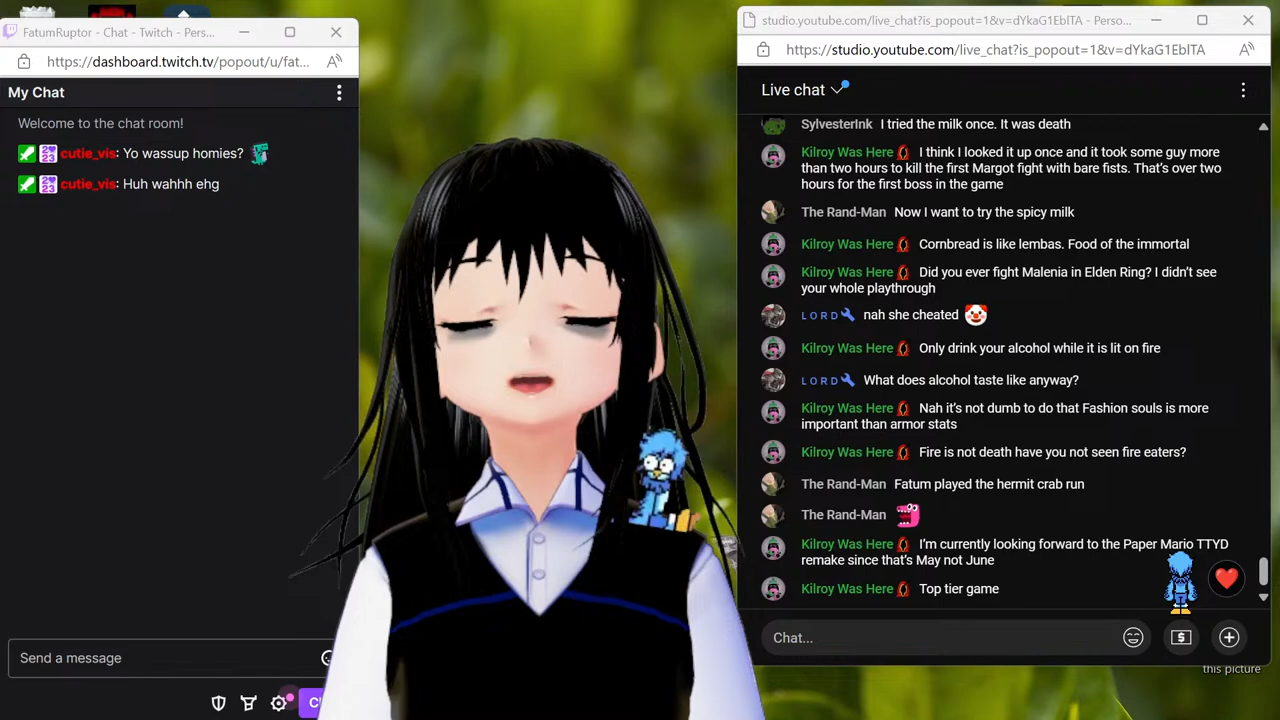 FatumRuptor - Chat - Twitch - Pers...
https://dashboard.twitch.tv/popout/u/fat...
My Chat
Welcome to the chat room!
cutie_vis: Yo wassup homies?
cutie_vis: Huh wahhh ehg
Send a message
studio.youtube.com/live_chat?is_popout=1&v=dYkaG1EblTA - Perso...
https://studio.youtube.com/live_chat?is_popout=1&v=dYkaG1EblTA
Live chat
SylvesterInk I tried the milk once. It was death
Kilroy Was Here I think I looked it up once and it took some guy more
than two hours to kill the first Margot fight with bare fists. That's over two
hours for the first boss in the game
The Rand-Man Now I want to try the spicy milk
Kilroy Was Here Cornbread is like lembas. Food of the immortal
Kilroy Was Here Did you ever fight Malenia in Elden Ring? I didn't see
your whole playthrough
L O R D nah she cheated
Kilroy Was Here Only drink your alcohol while it is lit on fire
L O R D What does alcohol taste like anyway?
Kilroy Was Here Nah it's not dumb to do that Fashion souls is more
important than armor stats
Kilroy Was Here Fire is not death have you not seen fire eaters?
The Rand-Man Fatum played the hermit crab run
The Rand-Man
Kilroy Was Here I'm currently looking forward to the Paper Mario TTYD
remake since that's May not June
Kilroy Was Here Top tier game
Chat...
this picture